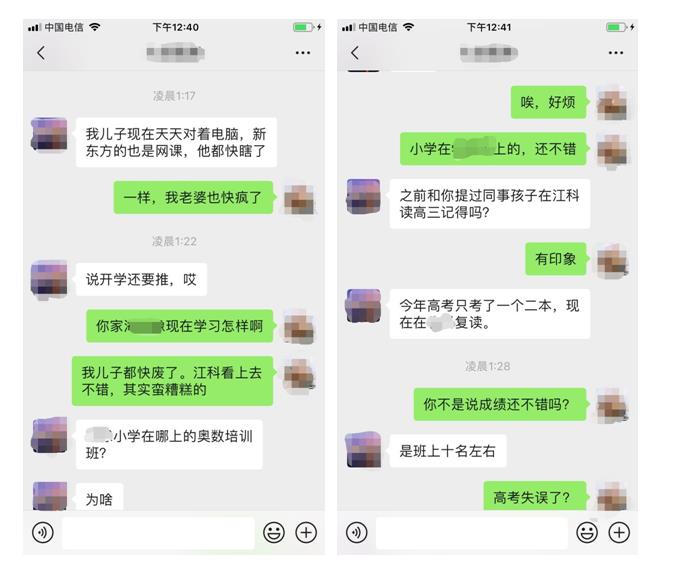 中国电信
下午12:40
凌晨1:17
我儿子现在天天对着电脑，新
东方的也是网课，他都快瞎了
一样，我老婆也快疯了
凌晨1:22
说开学还要推，哎
你家
现在学习怎样啊
我儿子都快废了。江科看上去
不错，其实蛮糟糕的
小学在哪上的奥数培训
班？
为啥
中国电信
下午12:41
唉，好烦
小学在
上的，还不错
之前和你提过同事孩子在江科
读高三记得吗？
有印象
今年高考只考了一个二本，现
在在
复读。
凌晨1:28
你不是说成绩还不错吗？
是班上十名左右
高考失误了？